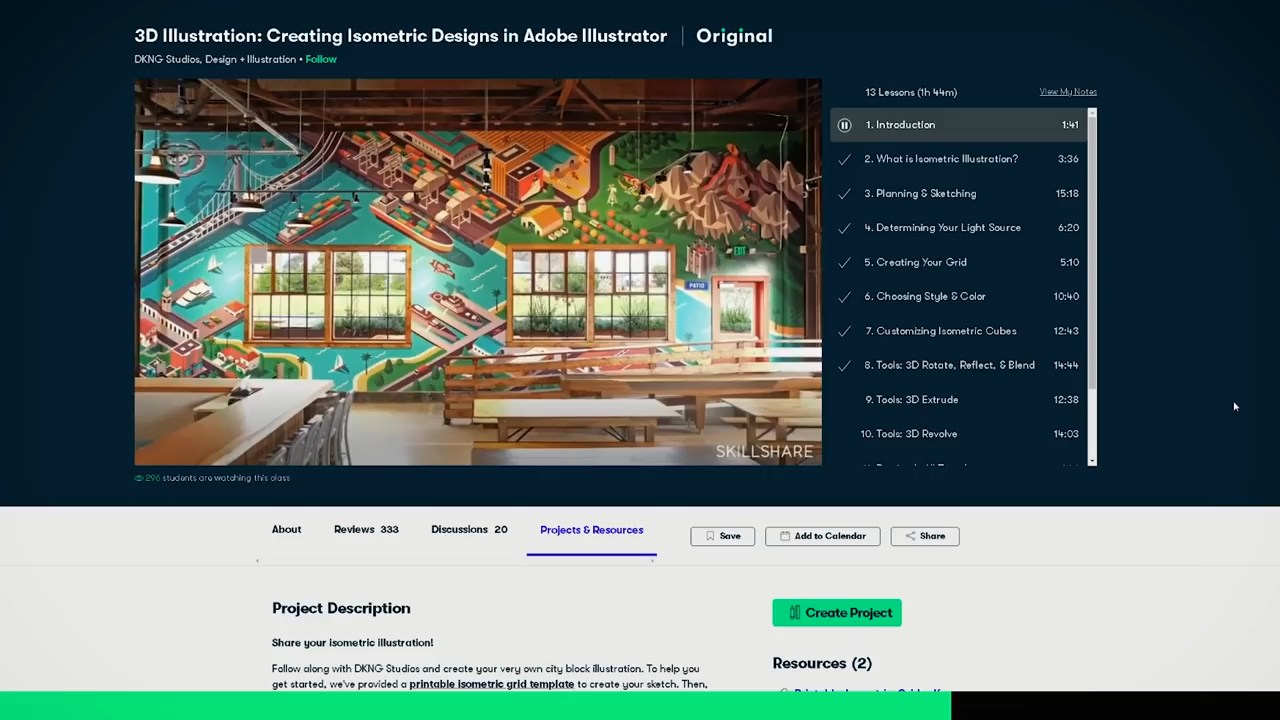 3D Illustration: Creating Isometric Designs in Adobe Illustrator | Original
DKNG Studios, Design + Illustration • Follow
13 Lessons (1h 44m)
View My Notes
1. Introduction 1:41
2. What is Isometric Illustration? 3:36
3. Planning & Sketching 15:18
4. Determining Your Light Source 6:20
5. Creating Your Grid 5:10
6. Choosing Style & Color 10:40
7. Customizing Isometric Cubes 12:43
8. Tools: 3D Rotate, Reflect, & Blend 14:44
9. Tools: 3D Extrude 12:38
10. Tools: 3D Revolve 14:03
EXIT
PATIO
SKILLSHARE
296 students are watching this class
About Reviews 333 Discussions 20 Projects & Resources Save Add to Calendar Share
Project Description
Share your isometric illustration!
Follow along with DKNG Studios and create your very own city block illustration. To help you
get started, we've provided a printable isometric grid template to create your sketch. Then,
Create Project
Resources (2)